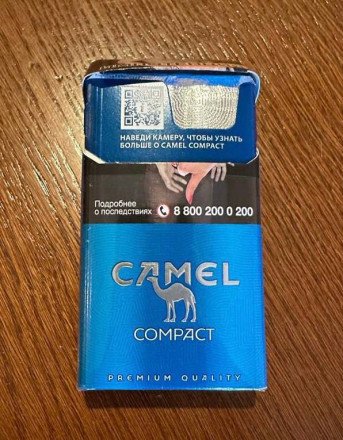 НАВЕДИ КАМЕРУ, ЧТОБЫ УЗНАТЬ
БОЛЬШЕ О CAMEL COMPACT
Подробнее
о последствиях 8 800 200 0 200
CAMEL
COMPACT
PREMIUM QUALITY